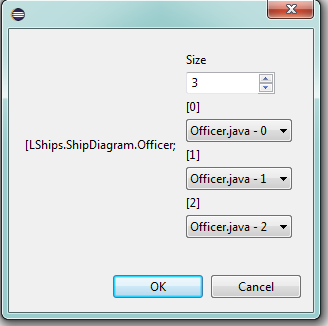 Size
3
[0]
Officer.java - 0
[LShips.ShipDiagram.Officer;
[1]
Officer.java - 1
[2]
Officer.java - 2
OK
Cancel